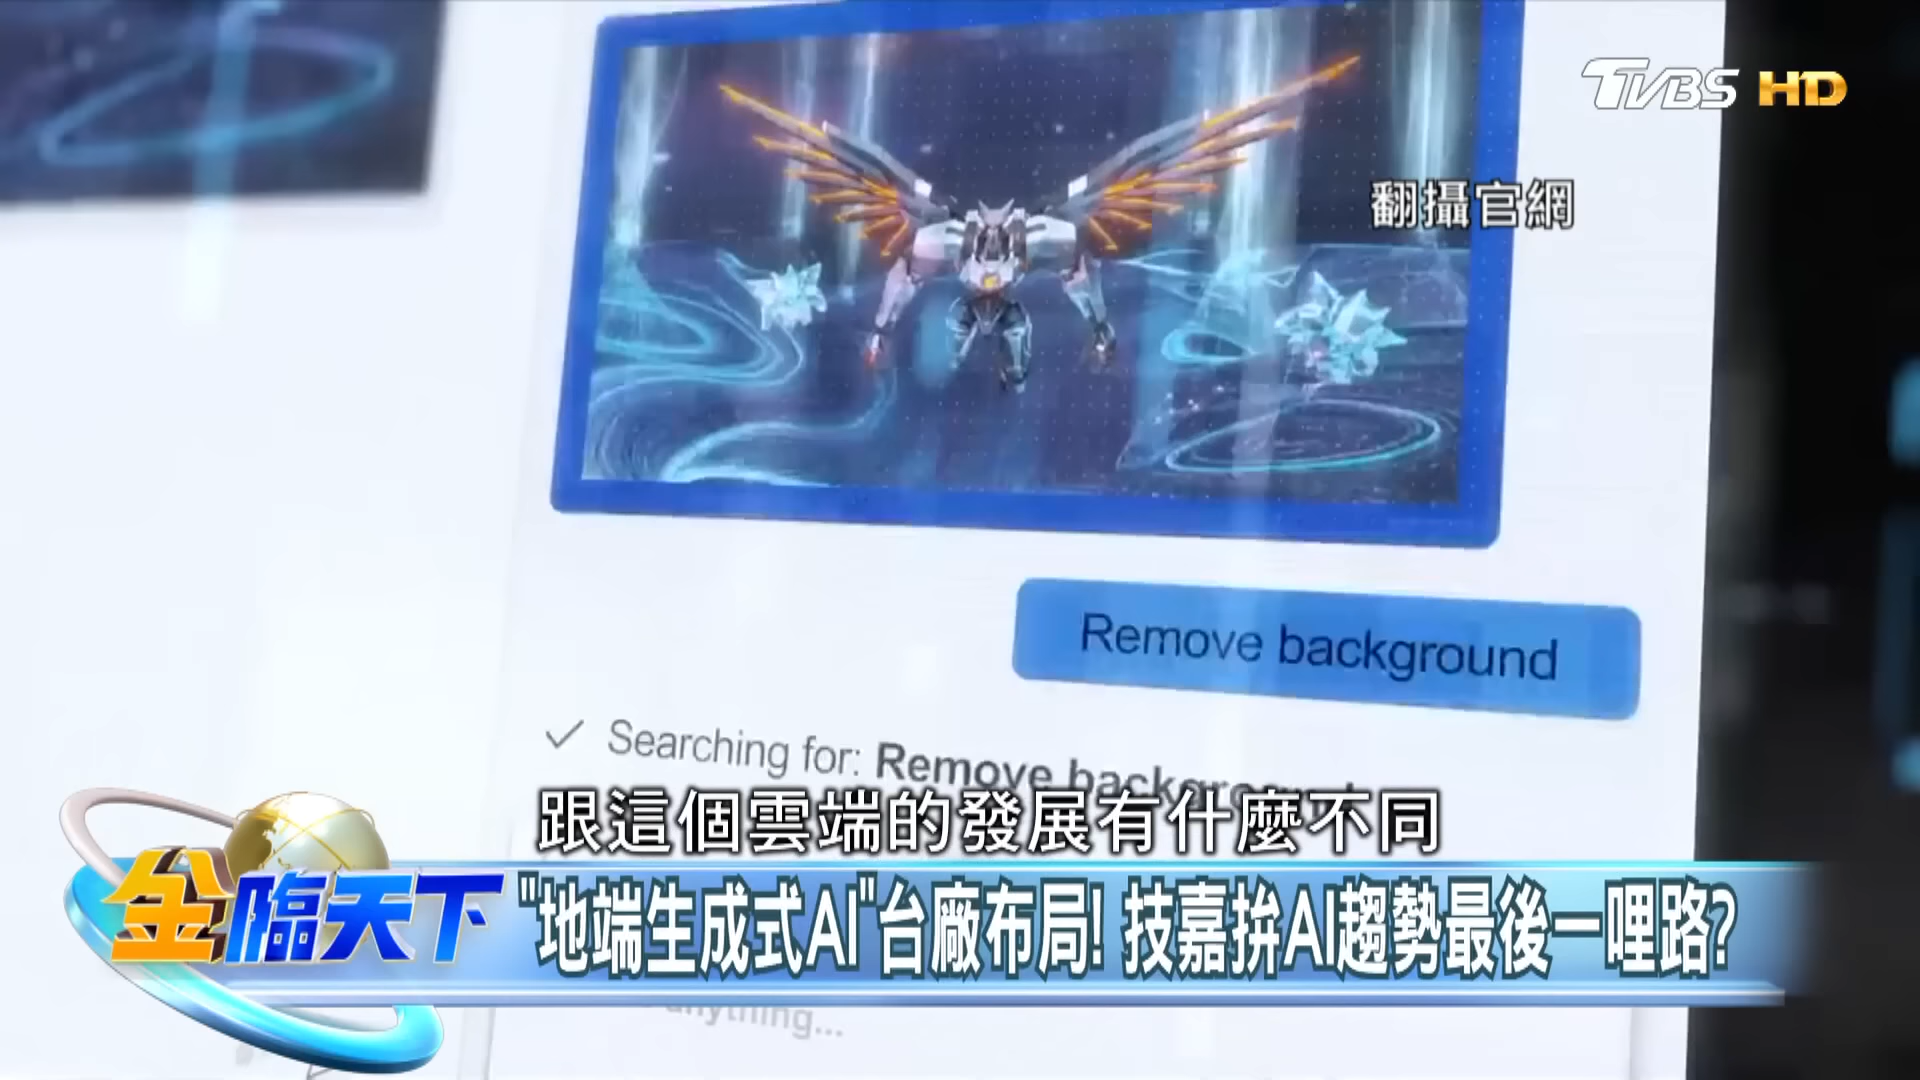 TVBS HD
翻攝官網
Remove background
Searching for: Remove background
跟這個雲端的發展有什麼不同
金臨天下
"地端生成式AI"台廠布局! 技嘉拚AI趨勢最後一哩路?
anything...